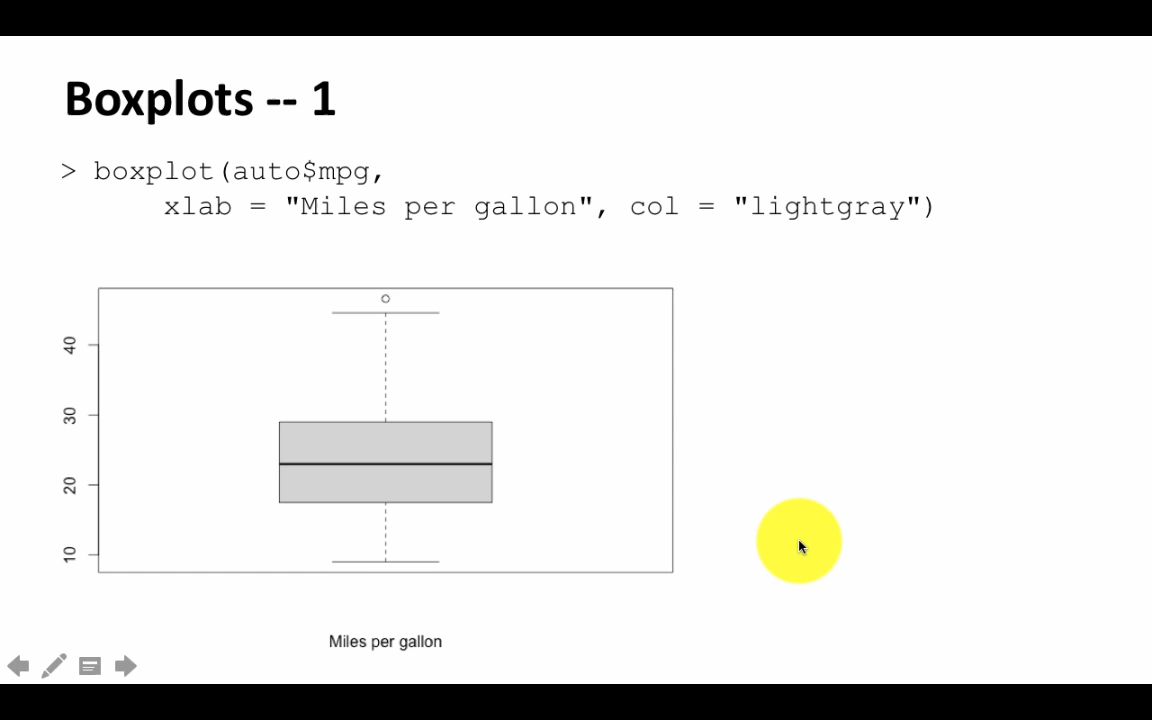 Boxplots -- 1
> boxplot(auto$mpg,
xlab = "Miles per gallon", col = "lightgray")
40
30
20
10
Miles per gallon